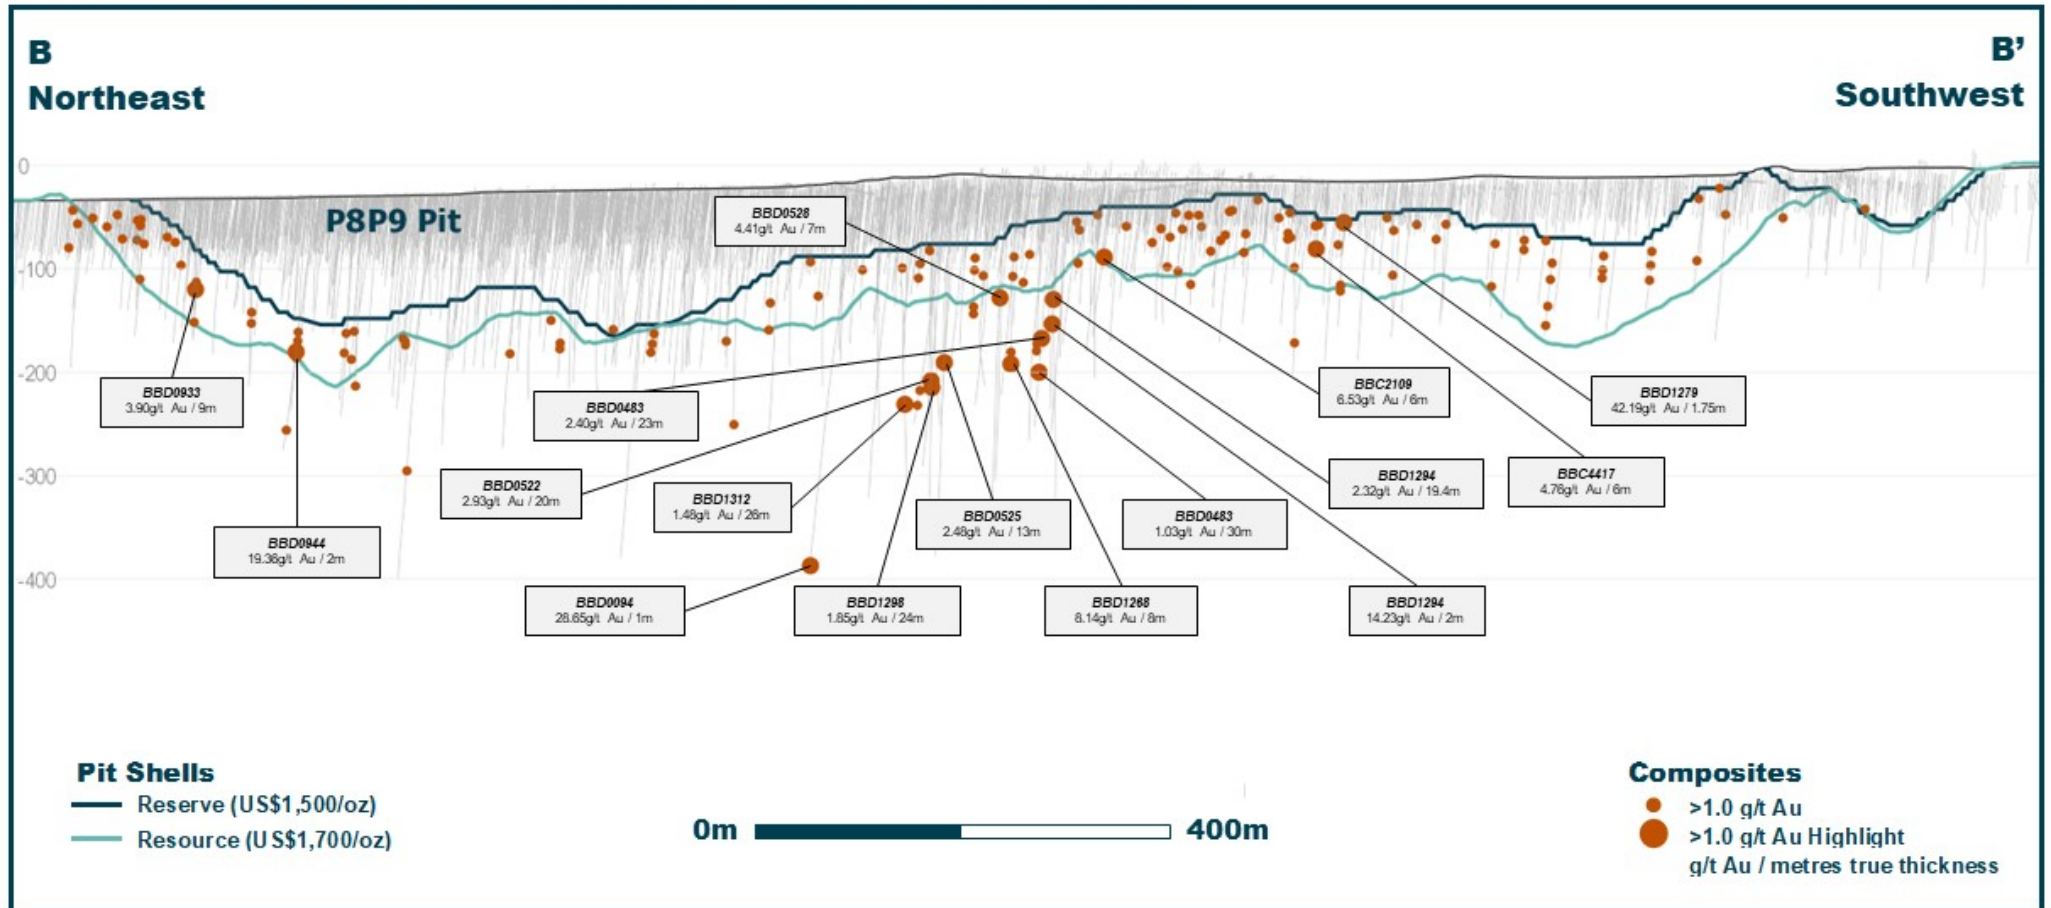 B
Northeast
B’
Southwest
0
-100
-200
-300
-400
P8P9 Pit
BBD0528
4.41g/t Au / 7m
BBD0933
3.90g/t Au / 9m
BBD0483
2.40g/t Au / 23m
BBC2109
6.53g/t Au / 6m
BBD1279
42.19g/t Au / 1.75m
BBD0522
2.93g/t Au / 20m
BBD1312
1.48g/t Au / 26m
BBD0525
2.48g/t Au / 13m
BBD0483
1.03g/t Au / 30m
BBD1294
2.32g/t Au / 19.4m
BBC4417
4.76g/t Au / 6m
BBD0944
19.36g/t Au / 2m
BBD0094
28.65g/t Au / 1m
BBD1298
1.85g/t Au / 24m
BBD1268
8.14g/t Au / 8m
BBD1294
14.23g/t Au / 2m
Pit Shells
Reserve (US$1,500/oz)
Resource (US$1,700/oz)
0m
400m
Composites
>1.0 g/t Au
>1.0 g/t Au Highlight
g/t Au / metres true thickness